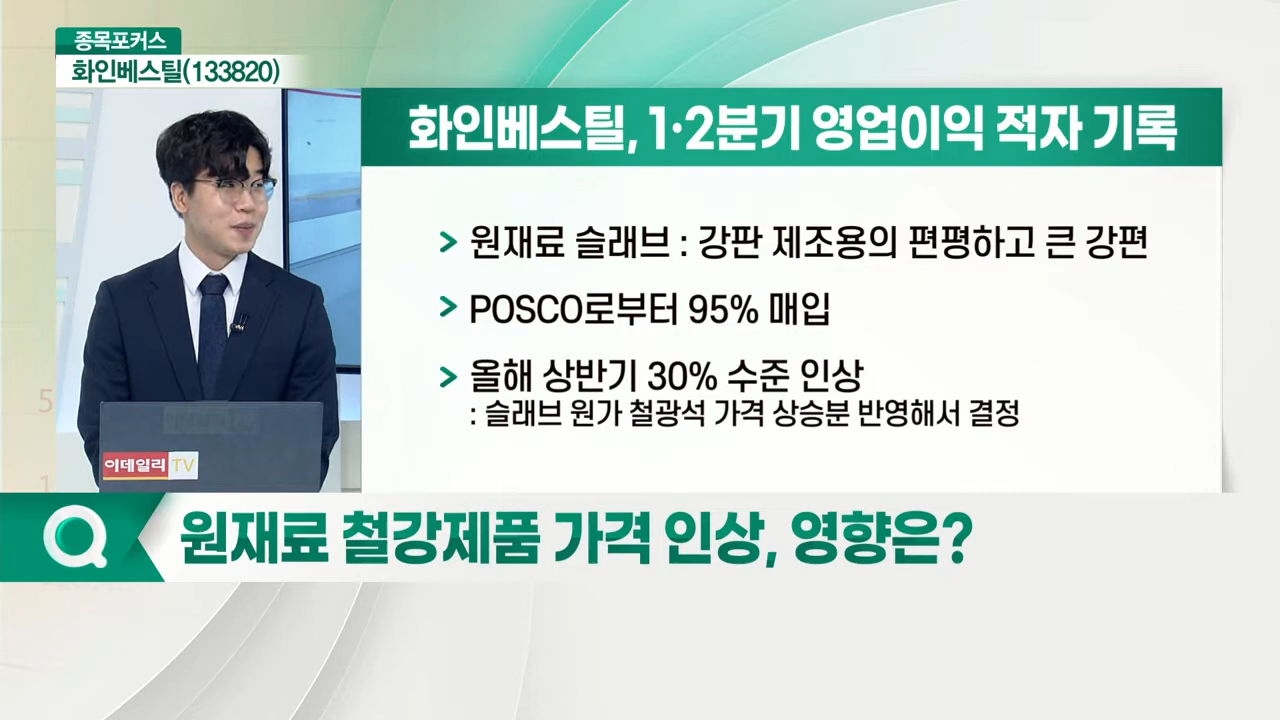 종목포커스
화인베스틸(133820)
화인베스틸, 1·2분기 영업이익 적자 기록
> 원재료 슬래브 : 강판 제조용의 편평하고 큰 강편
> POSCO로부터 95% 매입
> 올해 상반기 30% 수준 인상
: 슬래브 원가 철광석 가격 상승분 반영해서 결정
5
1
이데일리 TV
Q 원재료 철강제품 가격 인상, 영향은?